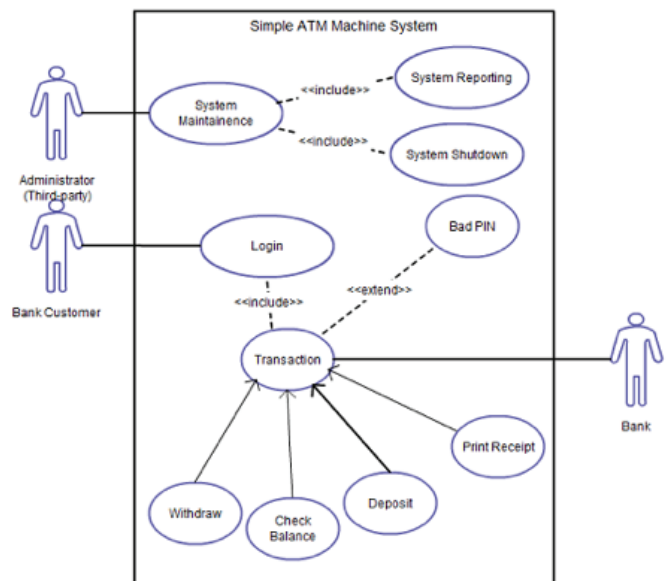 Simple ATM Machine System
System Reporting
<<include>>
System
Maintainence
<<include>>
System Shutdown
Administrator
(Third-party)
Bad PIN
Login
Bank Customer
<<extend>>
<<include>>
Transaction
Bank
Print Receipt
Withdraw
Check
Balance
Deposit